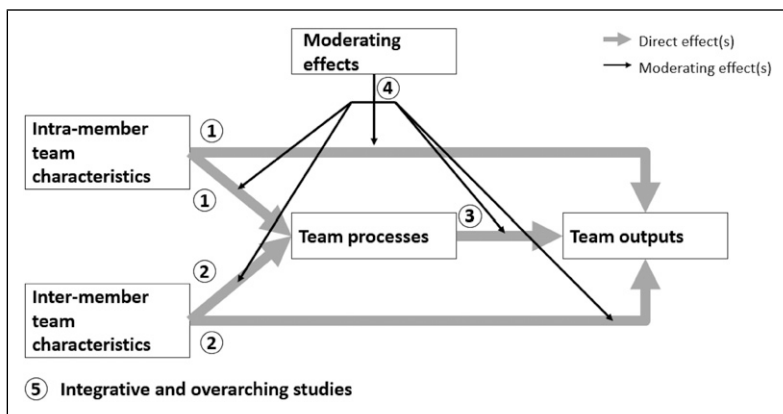 Moderating
effects
Direct effect(s)
Moderating effect(s)
④
Intra-member
team
characteristics
①
①
Team processes
③
Team outputs
②
Inter-member
team
characteristics
②
⑤ Integrative and overarching studies